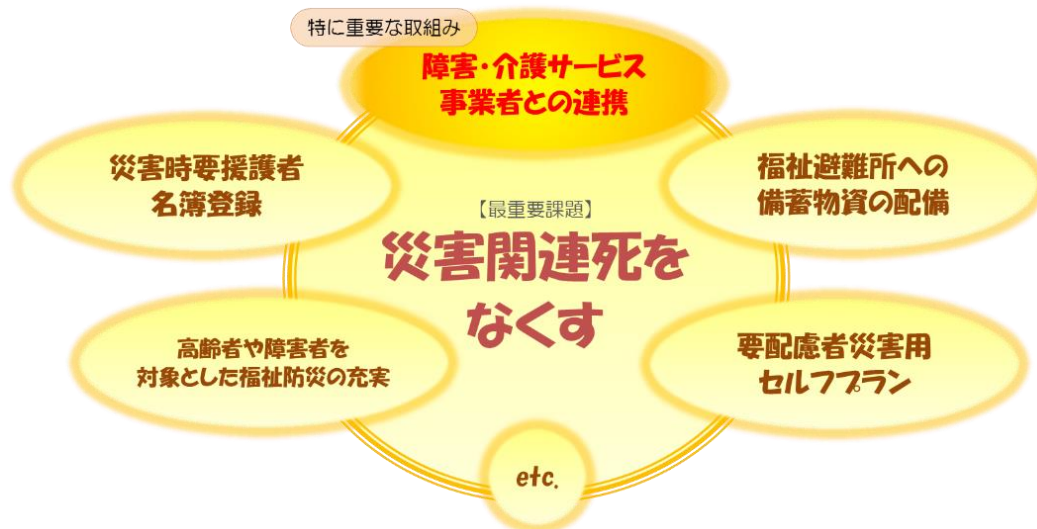 特に重要な取組み
障害・介護サービス
事業者との連携
災害時要援護者
名簿登録
福祉避難所への
備蓄物資の配備
【最重要課題】
災害関連死を
なくす
高齢者や障害者を
対象とした福祉防災の充実
要配慮者災害用
セルフプラン
etc.